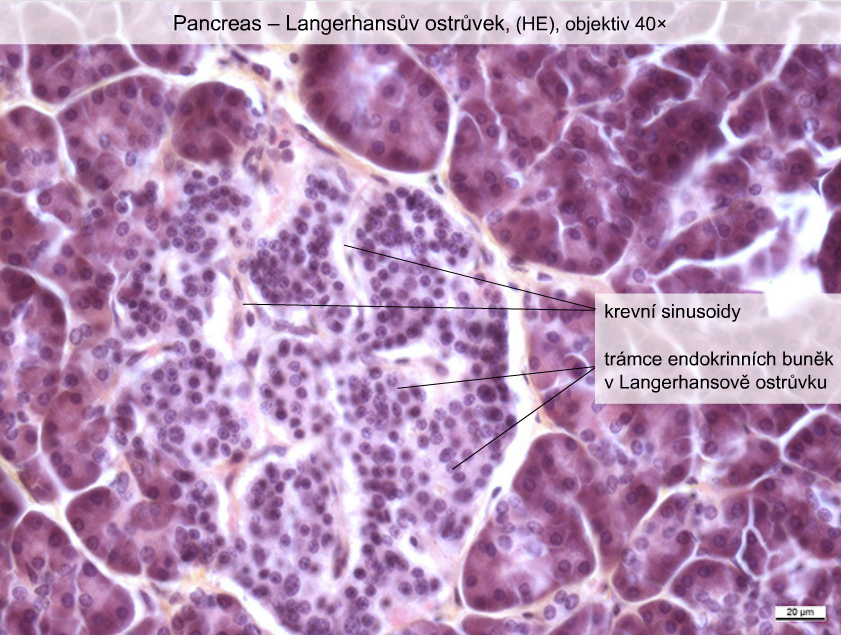 Pancreas – Langerhansův ostrůvek, (HE), objektiv 40×
krevní sinusoidy
trámce endokrinních buněk
v Langerhansově ostrůvku
20 µm